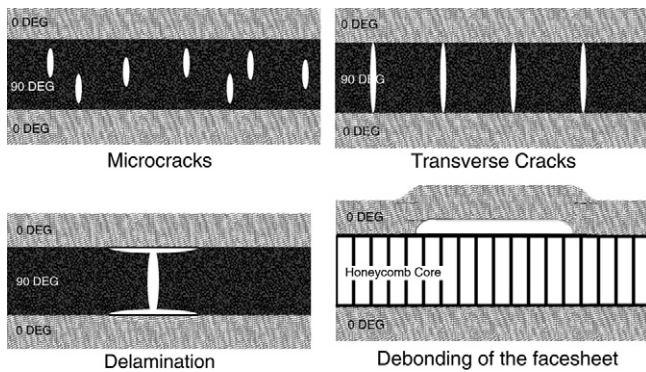 0 DEG
90 DEG
0 DEG
Microcracks
0 DEG
90 DEG
0 DEG
Transverse Cracks
0 DEG
90 DEG
0 DEG
Delamination
0 DEG
Honeycomb Core
0 DEG
Debonding of the facesheet